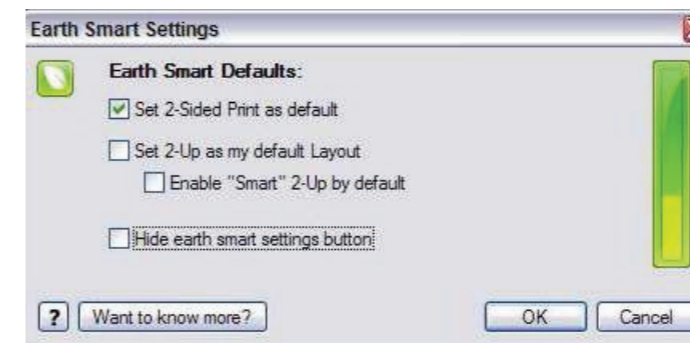 Earth Smart Settings
Earth Smart Defaults:
Set 2-Sided Print as default
Set 2-Up as my default Layout
Enable "Smart" 2-Up by default
Hide earth smart settings button
? Want to know more? OK Cancel